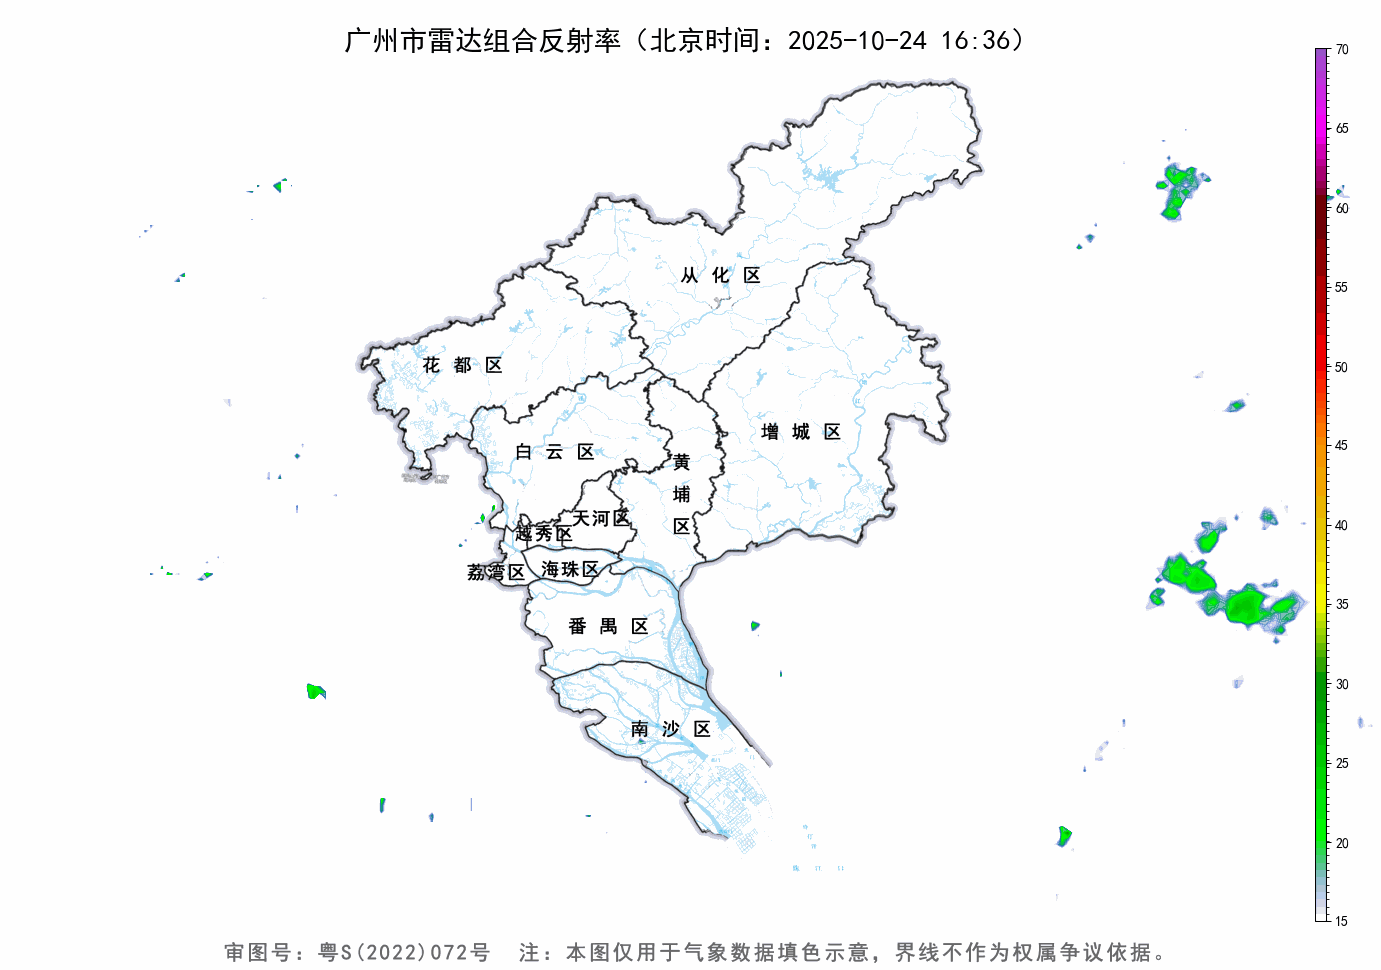 广州市雷达组合反射率（北京时间：2025-10-24 16:36）
70
65
60
55
50
45
40
35
30
25
20
15
从化区
花都区
增城区
白云区
黄埔区
天河区
越秀区
海珠区
荔湾区
番禺区
南沙区
审图号：粤S(2022)072号 注：本图仅用于气象数据填色示意，界线不作为权属争议依据。